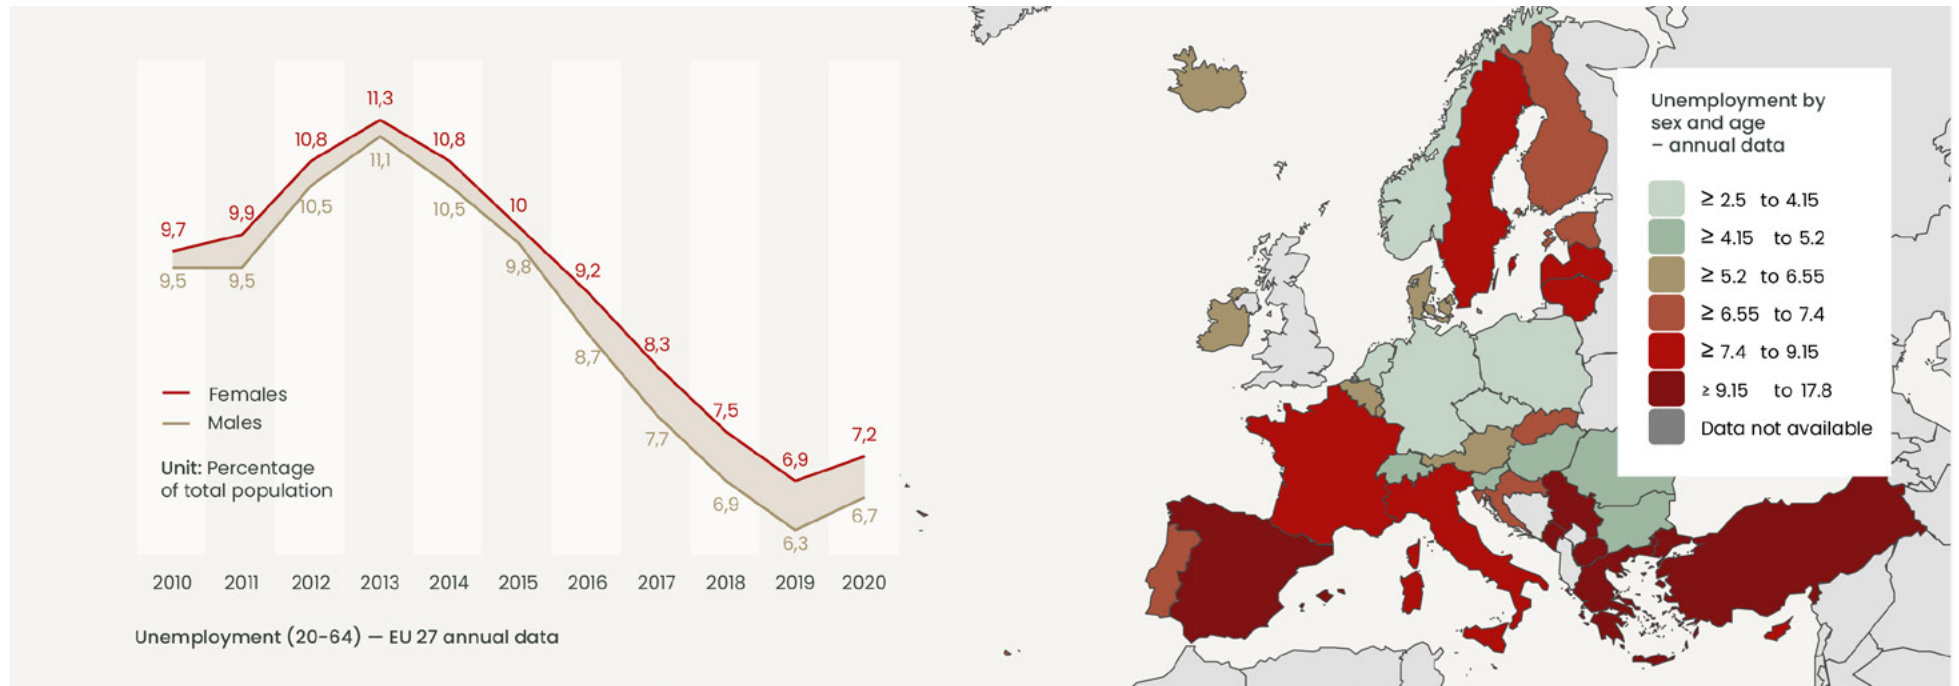 11,3
10,8
10,8
11,1
9,9
10
9,7
10,5
10,5
9,5
9,5
9,8
9,2
8,3
8,7
7,5
7,7
7,2
6,9
6,9
6,7
6,3
Females
Males
Unit: Percentage
of total population
2010 2011 2012 2013 2014 2015 2016 2017 2018 2019 2020
Unemployment (20-64) — EU 27 annual data
Unemployment by
sex and age
– annual data
≥ 2.5 to 4.15
≥ 4.15 to 5.2
≥ 5.2 to 6.55
≥ 6.55 to 7.4
≥ 7.4 to 9.15
≥ 9.15 to 17.8
Data not available